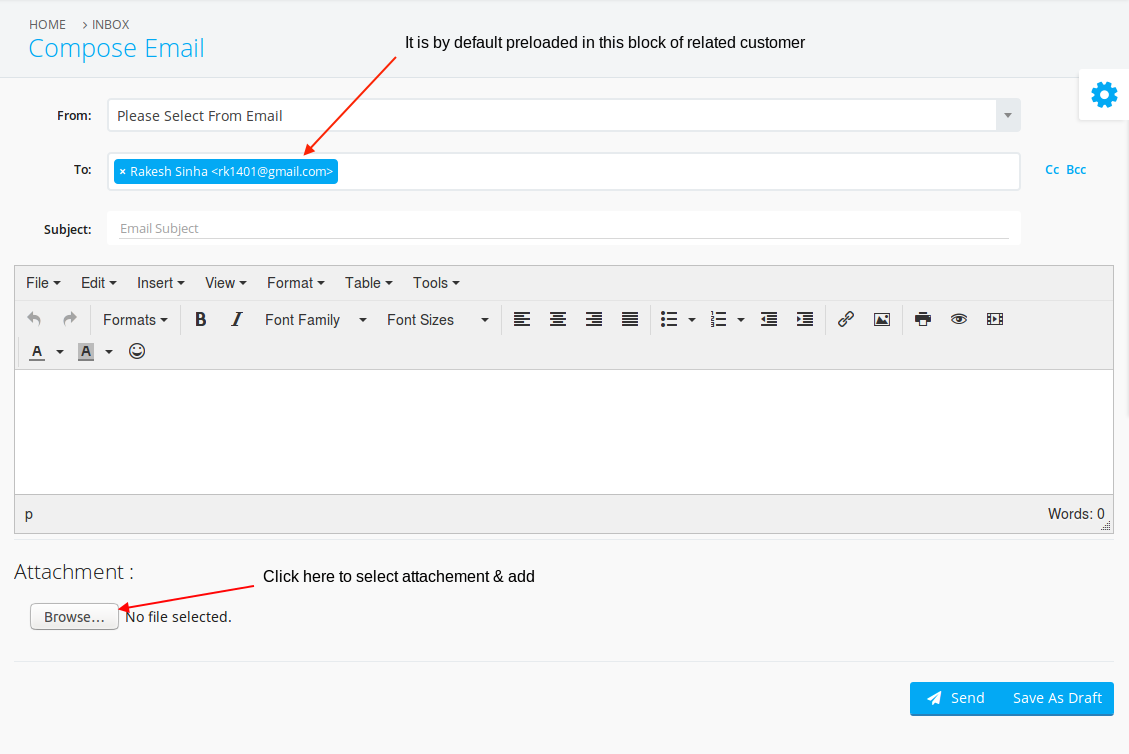 HOME > INBOX
Compose Email
It is by default preloaded in this block of related customer
From: Please Select From Email
To: × Rakesh Sinha <rk1401@gmail.com> Cc Bcc
Subject: Email Subject
File Edit Insert View Format Table Tools
Formats B I Font Family Font Sizes
A A
p Words: 0
Attachment :
Click here to select attachement & add
Browse... No file selected.
Send Save As Draft